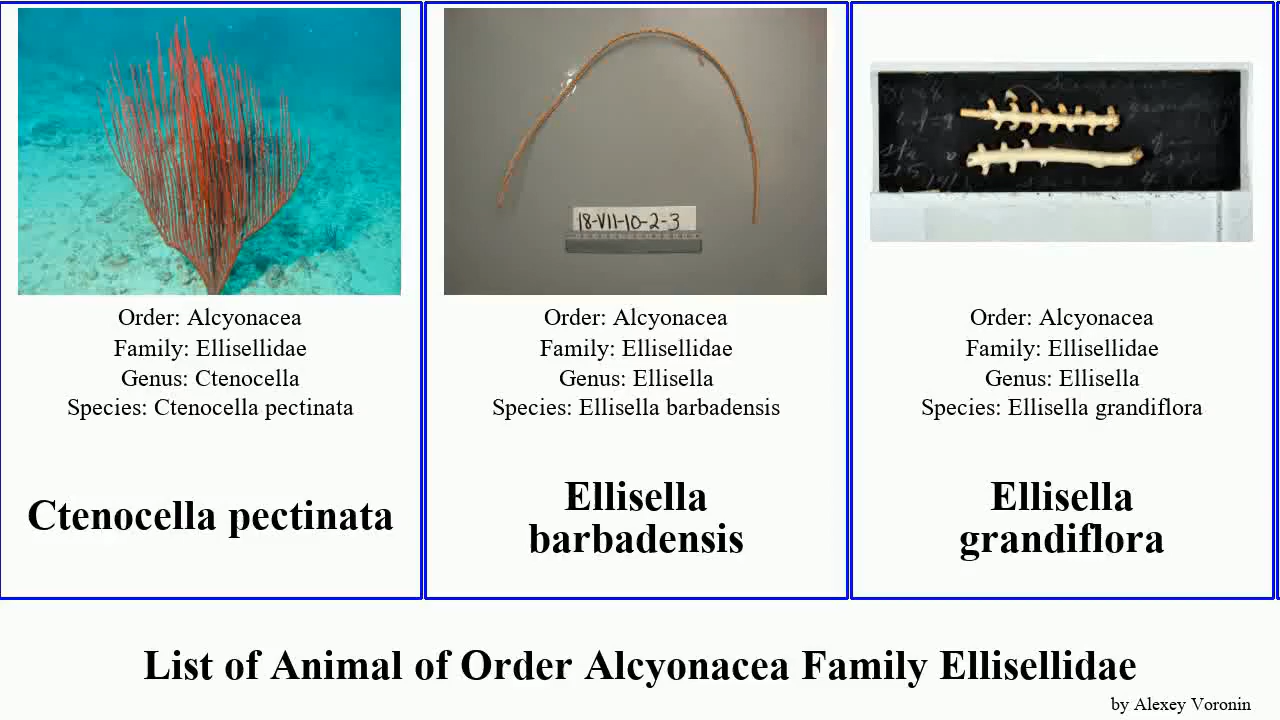 18-VII-10-2-3
Order: Alcyonacea
Family: Ellisellidae
Genus: Ctenocella
Species: Ctenocella pectinata
Ctenocella pectinata
Order: Alcyonacea
Family: Ellisellidae
Genus: Ellisella
Species: Ellisella barbadensis
Ellisella
barbadensis
Order: Alcyonacea
Family: Ellisellidae
Genus: Ellisella
Species: Ellisella grandiflora
Ellisella
grandiflora
List of Animal of Order Alcyonacea Family Ellisellidae
by Alexey Voronin